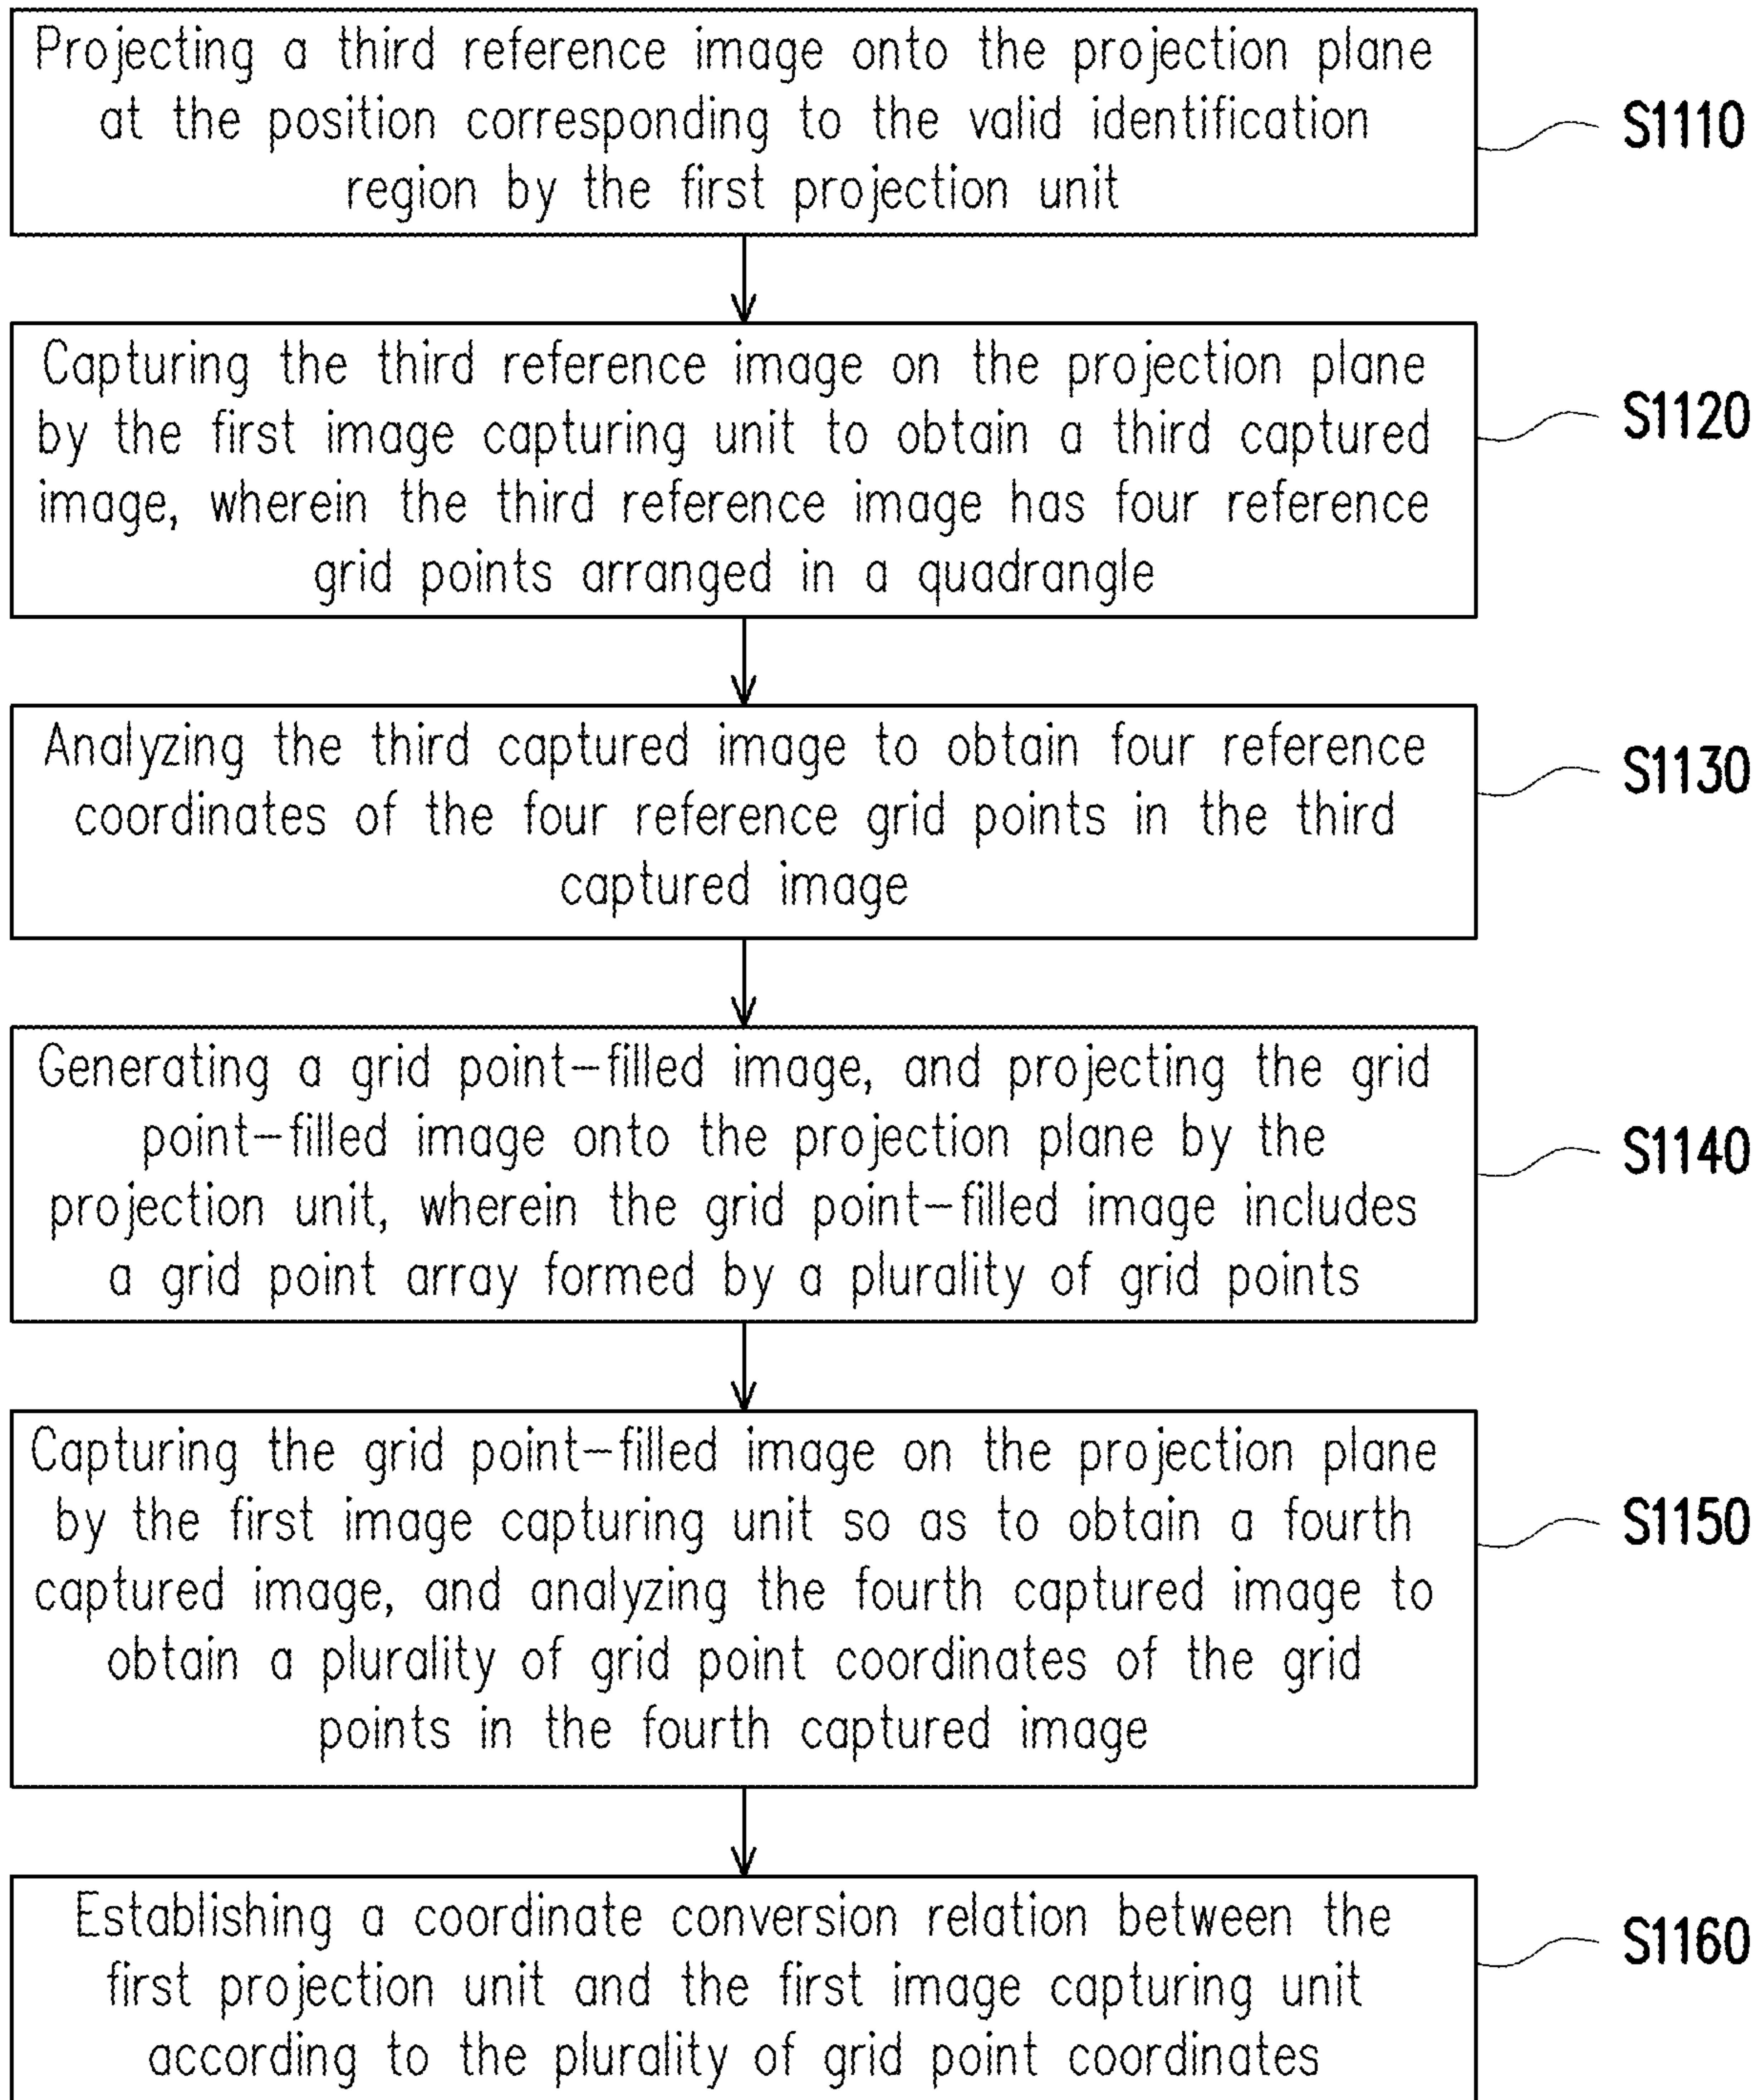 Projecting a third reference image onto the projection plane
at the position corresponding to the valid identification
region by the first projection unit
S1110
Capturing the third reference image on the projection plane
by the first image capturing unit to obtain a third captured
image, wherein the third reference image has four reference
grid points arranged in a quadrangle
S1120
Analyzing the third captured image to obtain four reference
coordinates of the four reference grid points in the third
captured image
S1130
Generating a grid point-filled image, and projecting the grid
point-filled image onto the projection plane by the
projection unit, wherein the grid point-filled image includes
a grid point array formed by a plurality of grid points
S1140
Capturing the grid point-filled image on the projection plane
by the first image capturing unit so as to obtain a fourth
captured image, and analyzing the fourth captured image to
obtain a plurality of grid point coordinates of the grid
points in the fourth captured image
S1150
Establishing a coordinate conversion relation between the
first projection unit and the first image capturing unit
according to the plurality of grid point coordinates
S1160